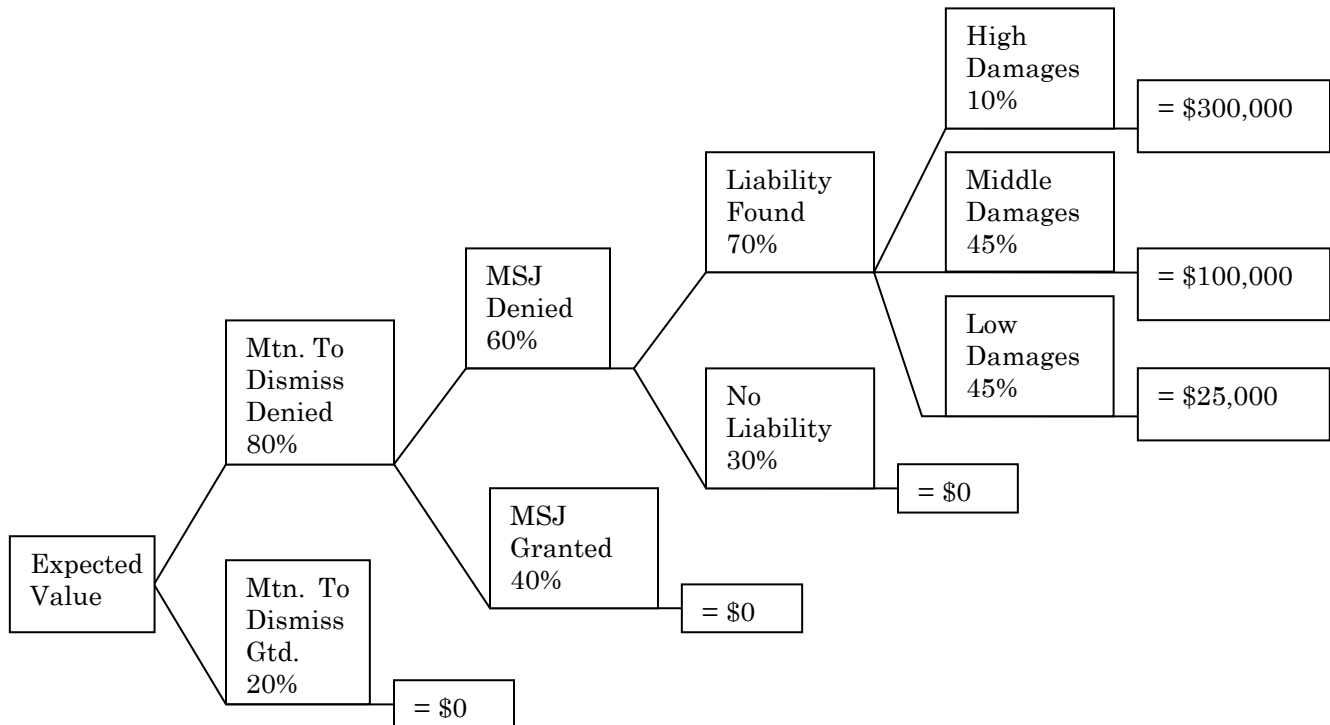 High
Damages
10%
= $300,000
Middle
Damages
45%
= $100,000
Low
Damages
45%
= $25,000
Liability
Found
70%
No
Liability
30%
= $0
MSJ
Denied
60%
MSJ
Granted
40%
= $0
Mtn. To
Dismiss
Denied
80%
Mtn. To
Dismiss
Gtd.
20%
= $0
Expected
Value